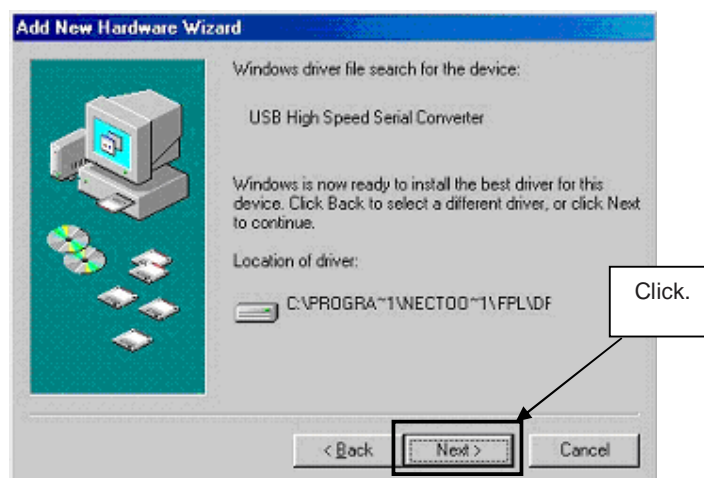 Add New Hardware Wizard
Windows driver file search for the device:
USB High Speed Serial Converter
Windows is now ready to install the best driver for this
device. Click Back to select a different driver, or click Next
to continue.
Location of driver:
C:\PROGRA~1\NECTOO~1\FPL\DF
Click.
< Back
Next >
Cancel